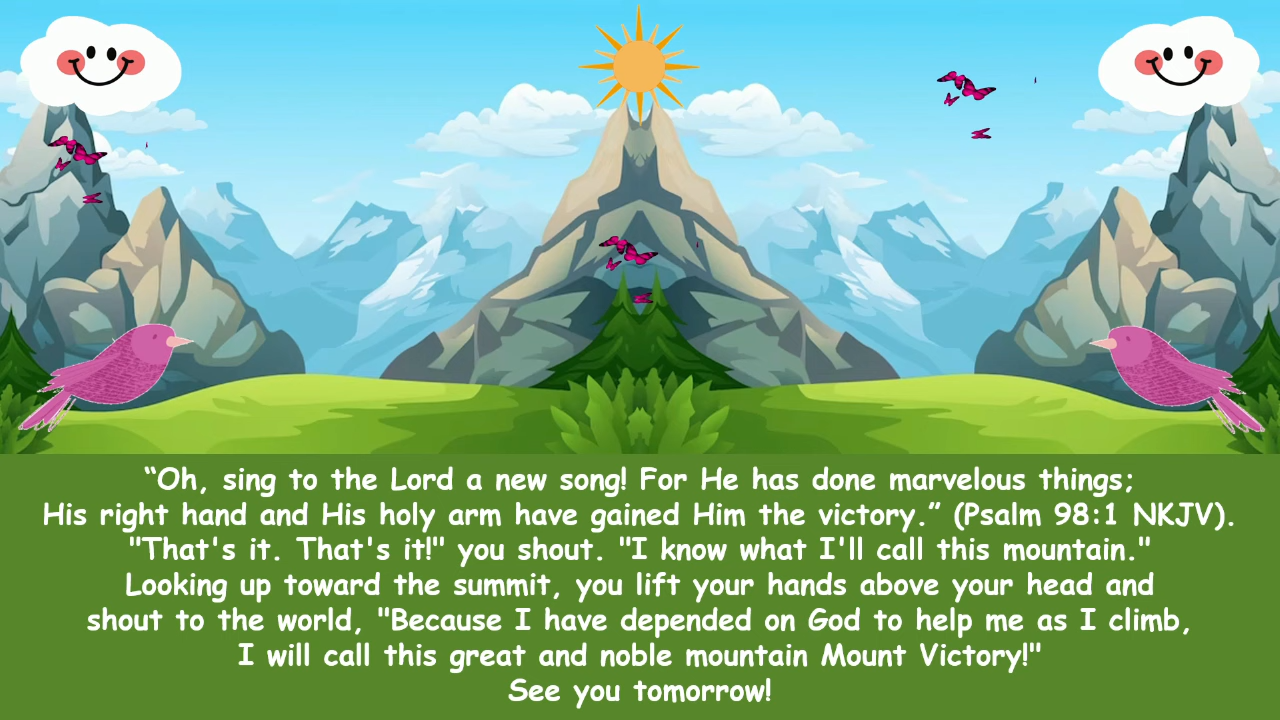 “Oh, sing to the Lord a new song! For He has done marvelous things;
His right hand and His holy arm have gained Him the victory.” (Psalm 98:1 NKJV).
"That's it. That's it!" you shout. "I know what I'll call this mountain."
Looking up toward the summit, you lift your hands above your head and
shout to the world, "Because I have depended on God to help me as I climb,
I will call this great and noble mountain Mount Victory!"
See you tomorrow!